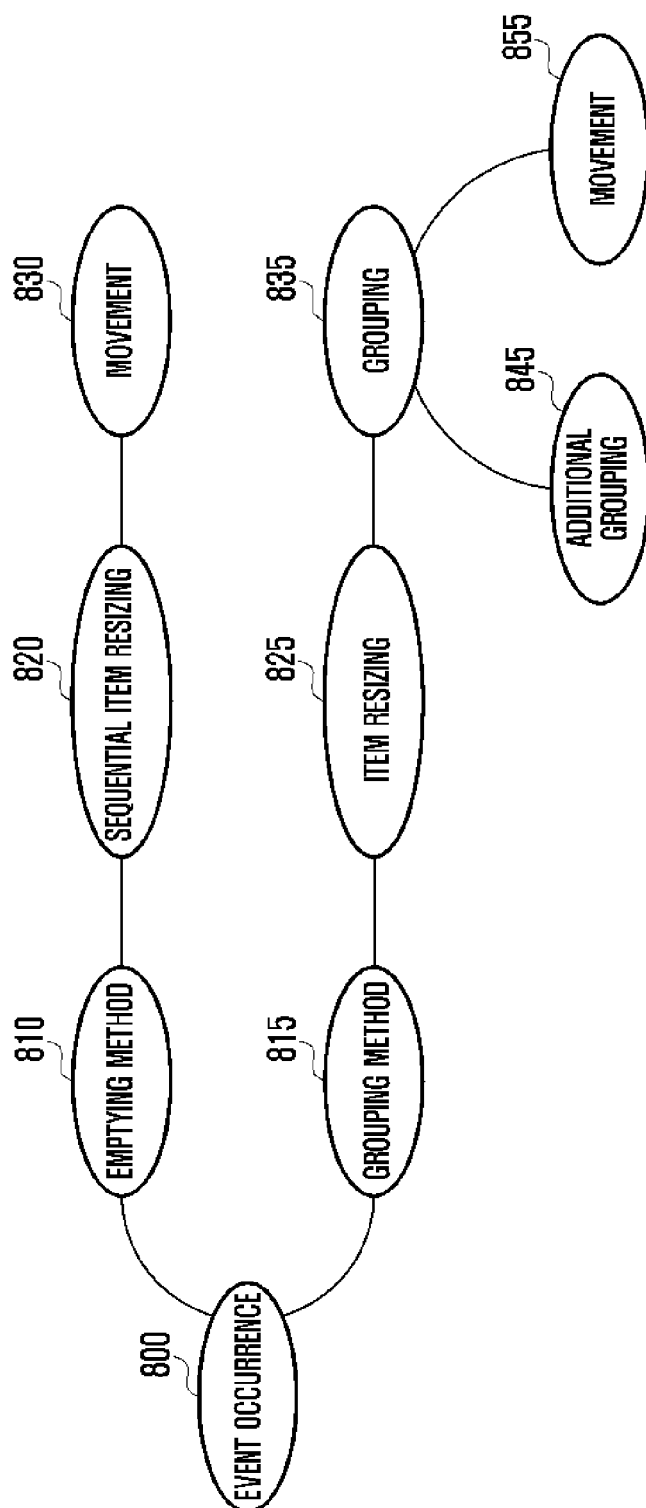 800
EVENT OCCURRENCE
810
EMPTYING METHOD
820
SEQUENTIAL ITEM RESIZING
830
MOVEMENT
815
GROUPING METHOD
825
ITEM RESIZING
835
GROUPING
845
ADDITIONAL
GROUPING
855
MOVEMENT